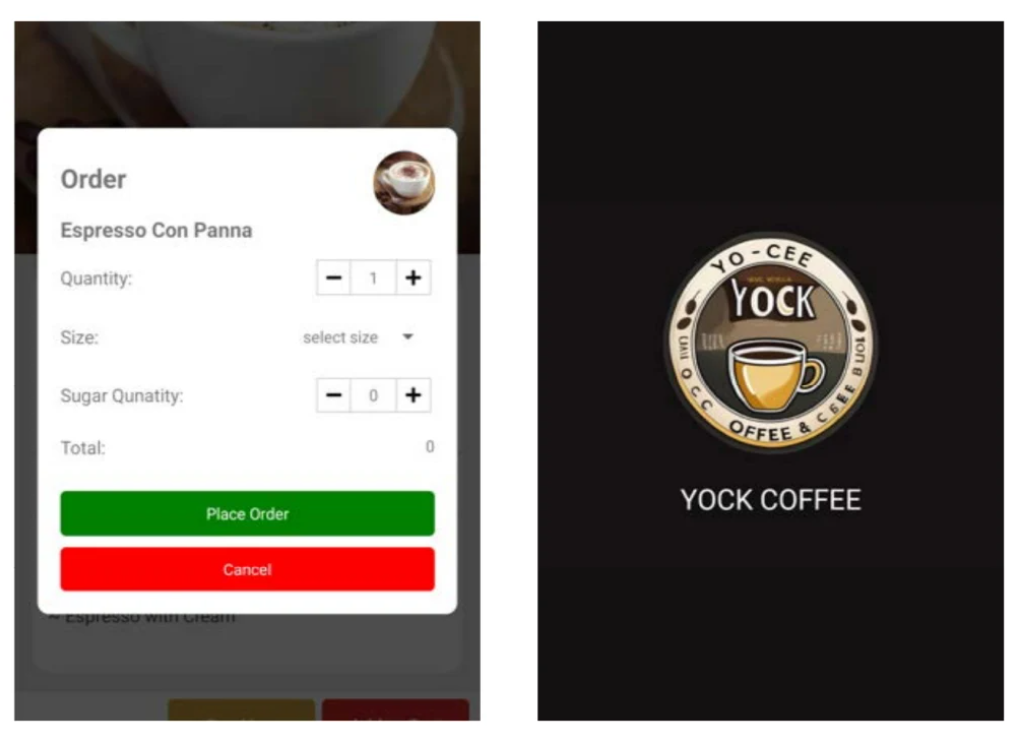 Order
Espresso Con Panna
Quantity:
1
Size:
select size
Sugar Qunatity:
0
Total:
0
Place Order
Cancel
~ Espresso with Cream
YO-CEE
YOCK
OFFEE &
YOCK COFFEE